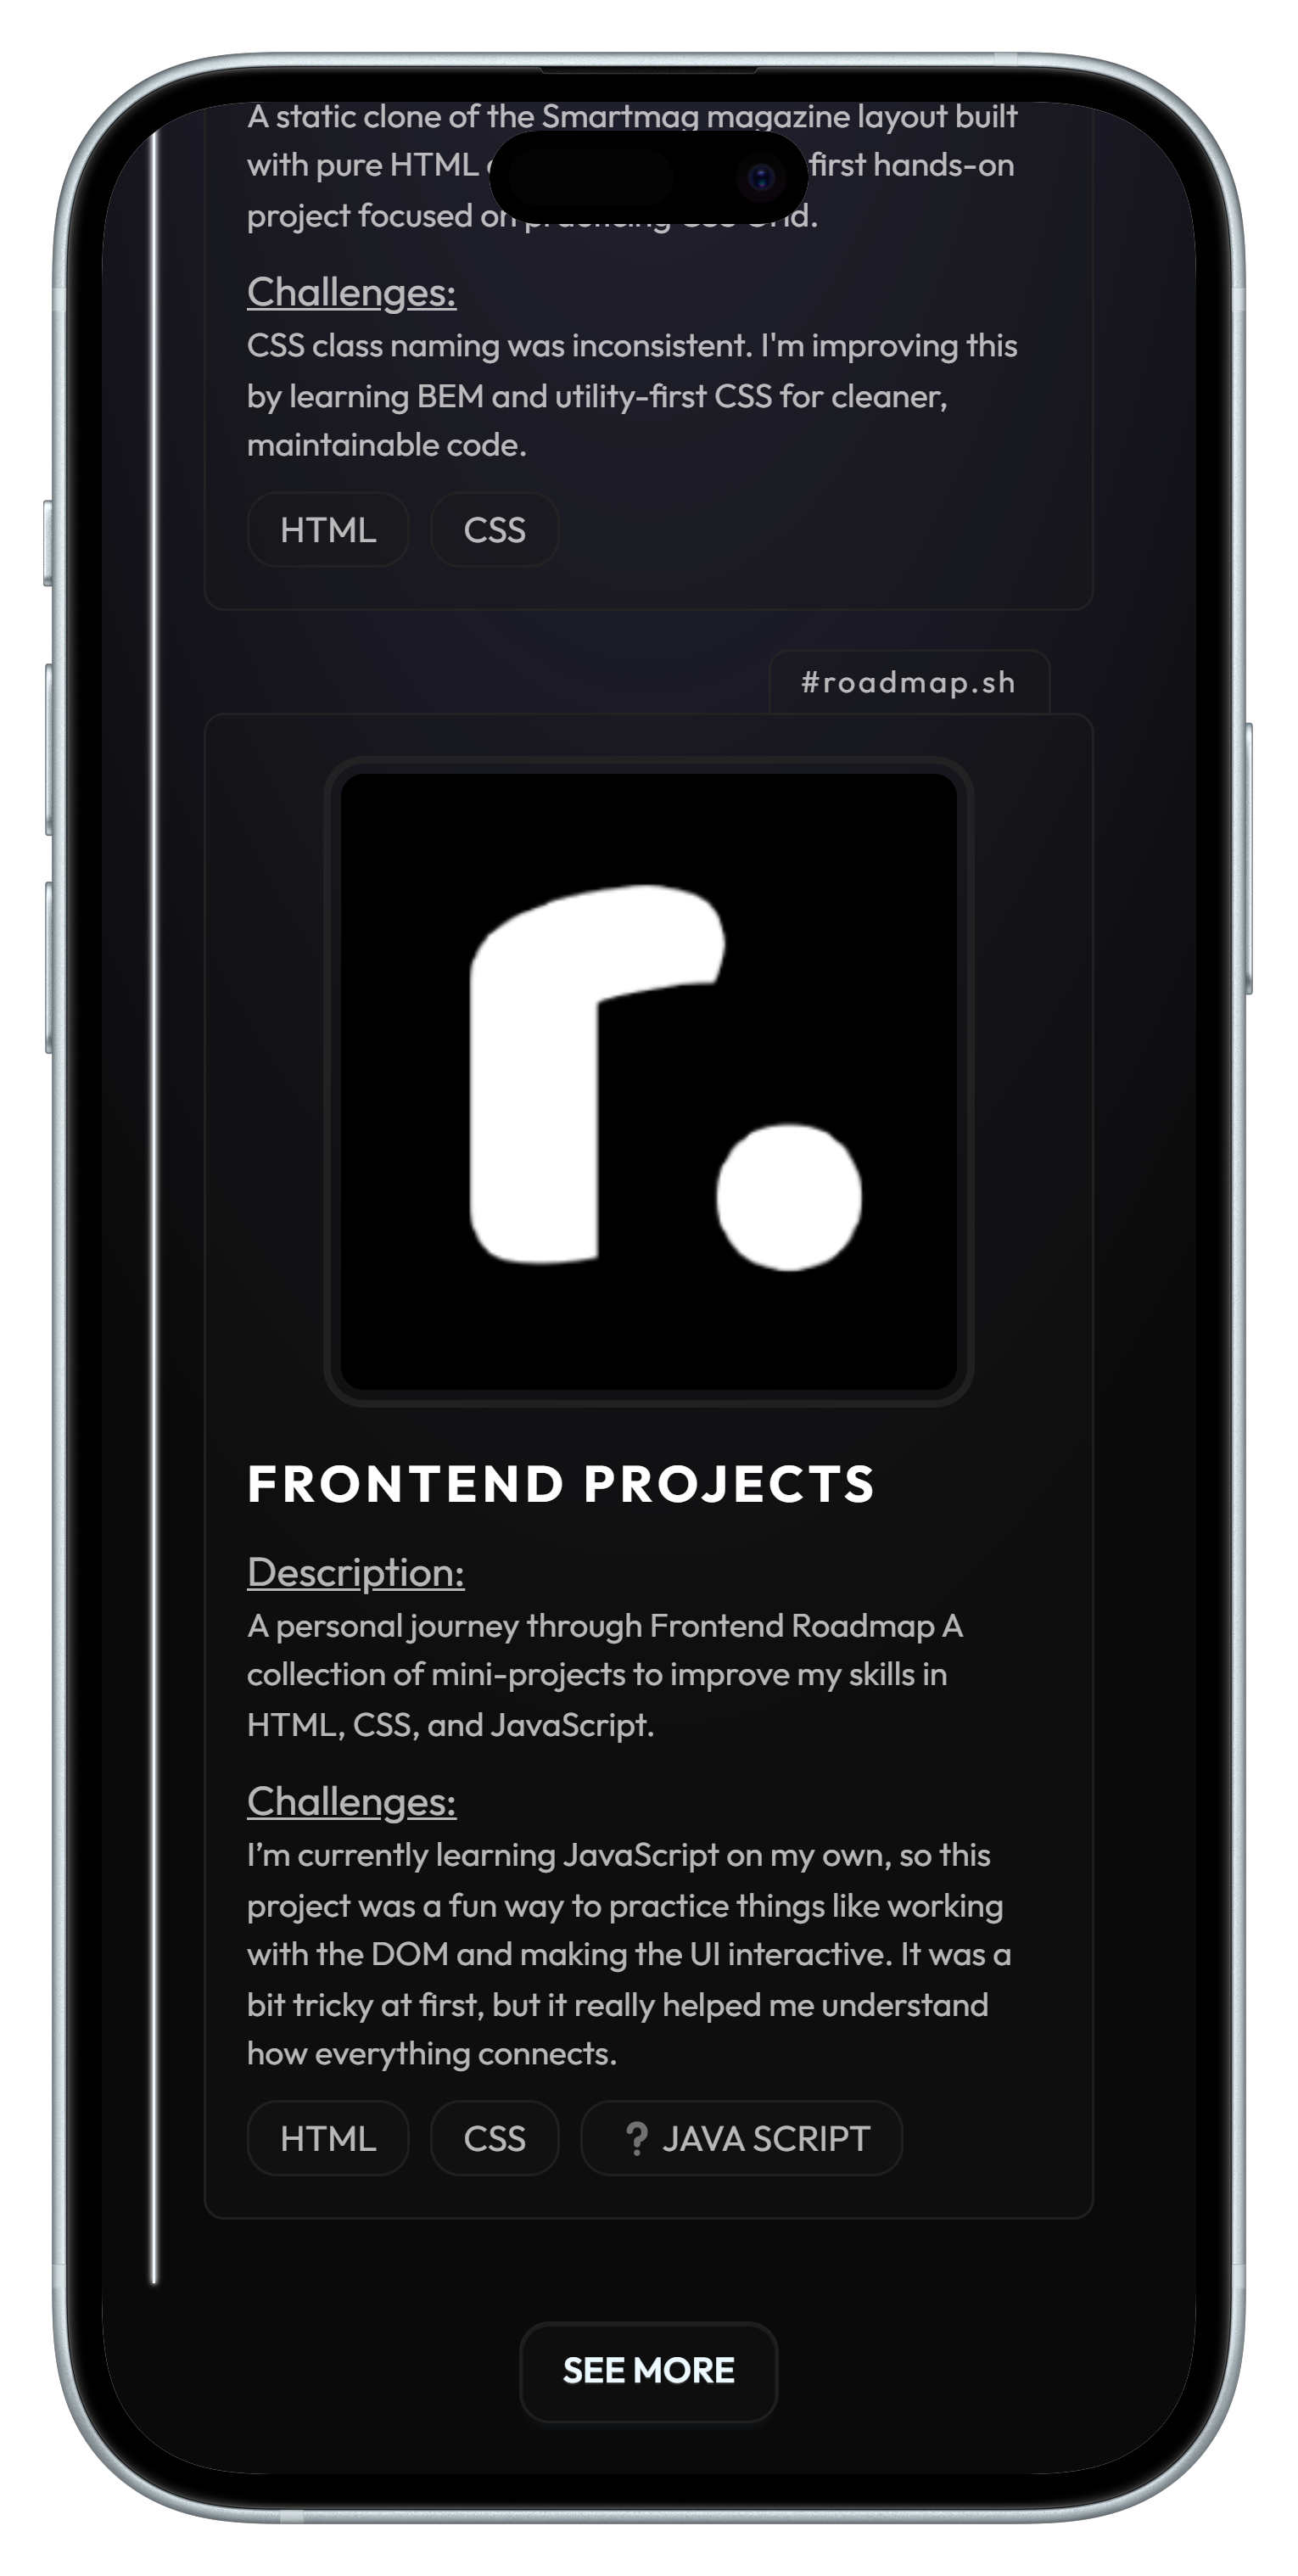 A static clone of the Smartmag magazine layout built
with pure HTML first hands-on
project focused on
Challenges:
CSS class naming was inconsistent. I'm improving this
by learning BEM and utility-first CSS for cleaner,
maintainable code.
HTML CSS
#roadmap.sh
r.
FRONTEND PROJECTS
Description:
A personal journey through Frontend Roadmap A
collection of mini-projects to improve my skills in
HTML, CSS, and JavaScript.
Challenges:
I’m currently learning JavaScript on my own, so this
project was a fun way to practice things like working
with the DOM and making the UI interactive. It was a
bit tricky at first, but it really helped me understand
how everything connects.
HTML CSS ? JAVA SCRIPT
SEE MORE